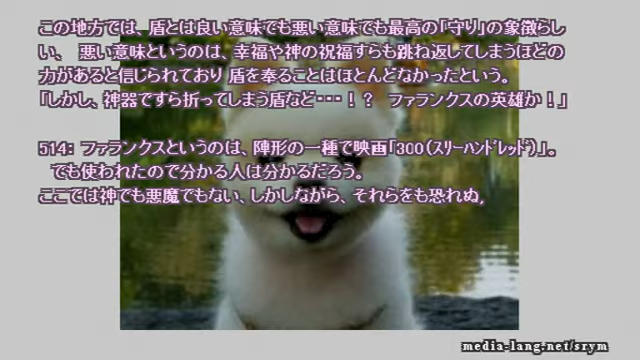 この地方では、盾とは良い意味でも悪い意味でも最高の「守り」の象徴らし
い、　悪い意味というのは、幸福や神の祝福すらも跳ね返してしまうほどの
力があると信じられており 盾を奉ることはほとんどなかったという。
「しかし、神器ですら折ってしまう盾など・・・！？　ファランクスの英雄か！」
514: ファランクスというのは、陣形の一種で映画「300（ｽﾘｰﾊﾝﾄﾞﾚｯﾄﾞ）」。
でも使われたので分かる人は分かるだろう。
ここでは神でも悪魔でもない、しかしながら、それらをも恐れぬ,
media-lang-net/srym